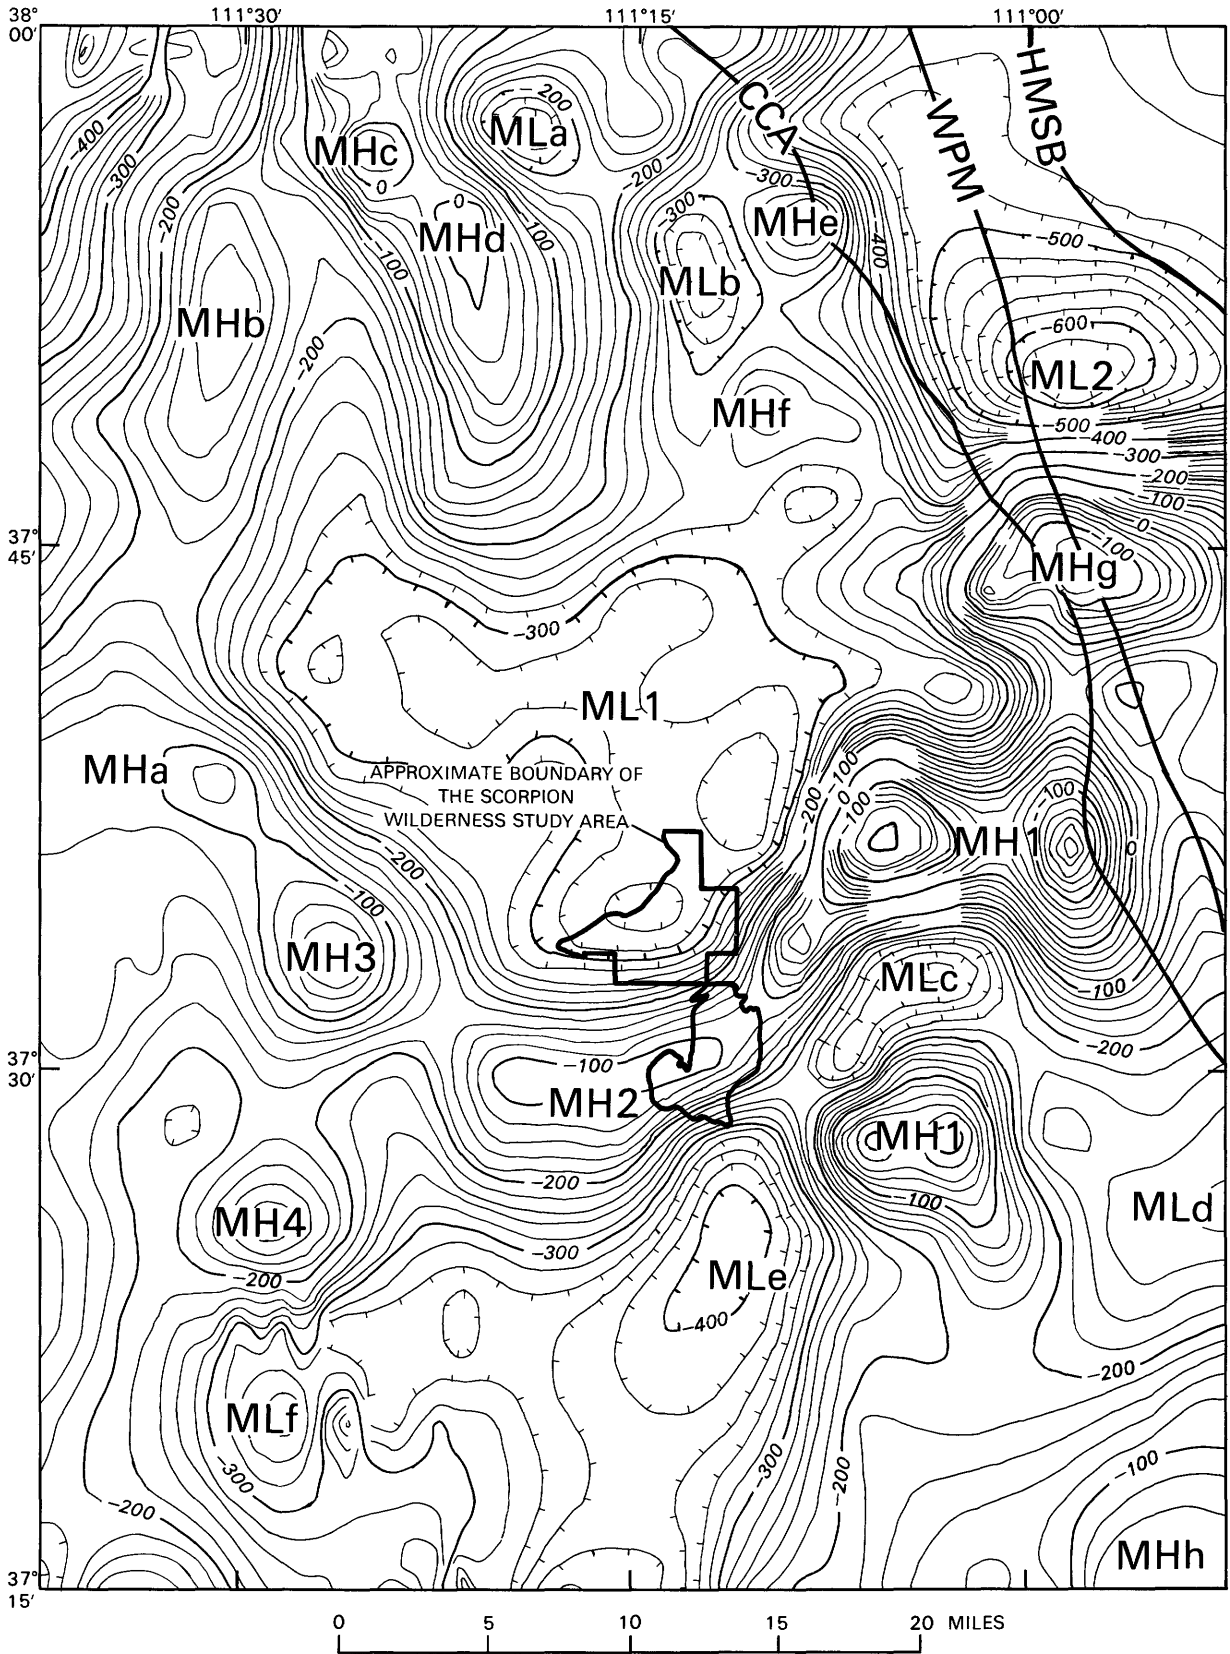 38°
00′
111°30′
111°15′
111°00′
CCA
WPM
HMSB
-400
-300
-200
MHc
0
-200
MLa
MHd
0
-100
-100
-200
-300
MHe
-300
MLb
-400
-500
-600
ML2
MHb
-200
MHf
-500
-400
-300
-200
-100
0
100
MHg
37°
45′
-300
ML1
MHa
APPROXIMATE BOUNDARY OF
THE SCORPION
WILDERNESS STUDY AREA
-200
-100
0
100
MH1
100
0
-200
-100
MH3
MLc
-100
-200
37°
30′
-100
MH2
MH1
100
-200
MLd
MH4
-200
-300
MLe
-400
-200
MLf
-300
-200
-300
-200
-100
MHh
37°
15′
0 5 10 15 20 MILES